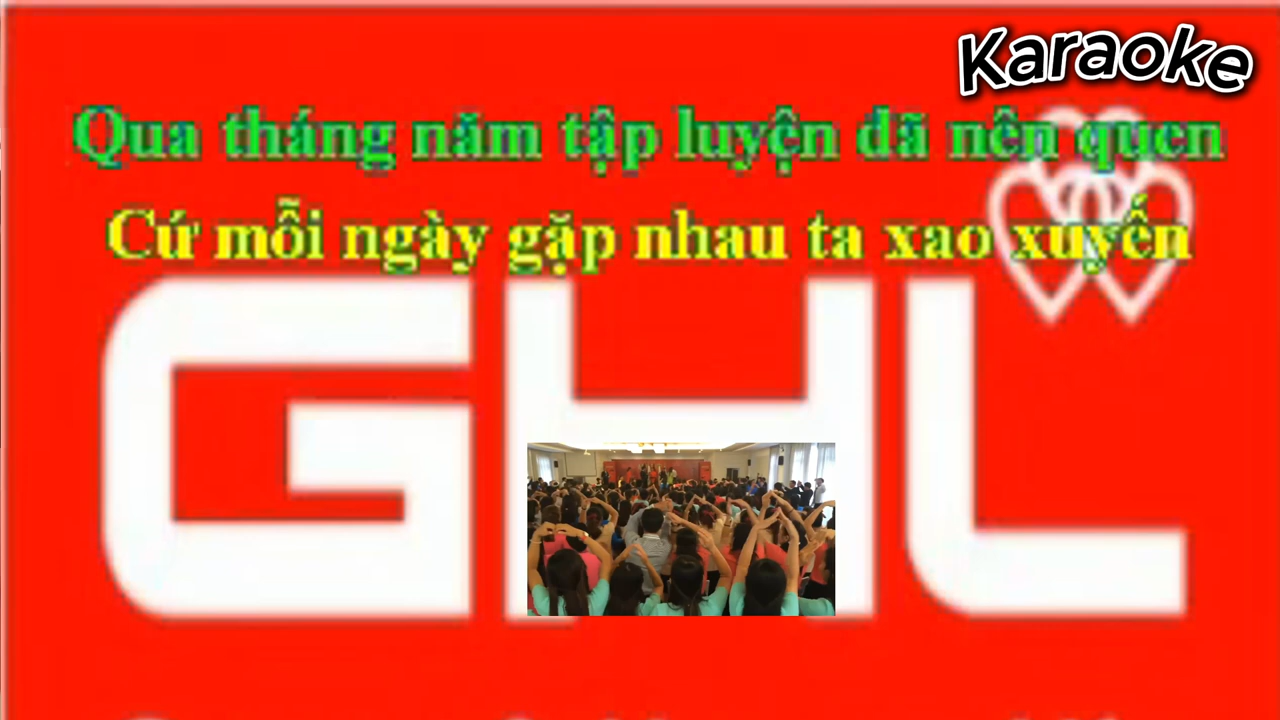 Karaoke
Qua tháng năm tập luyện đã nên quen
Cứ mỗi ngày gặp nhau ta xao xuyến
GHL